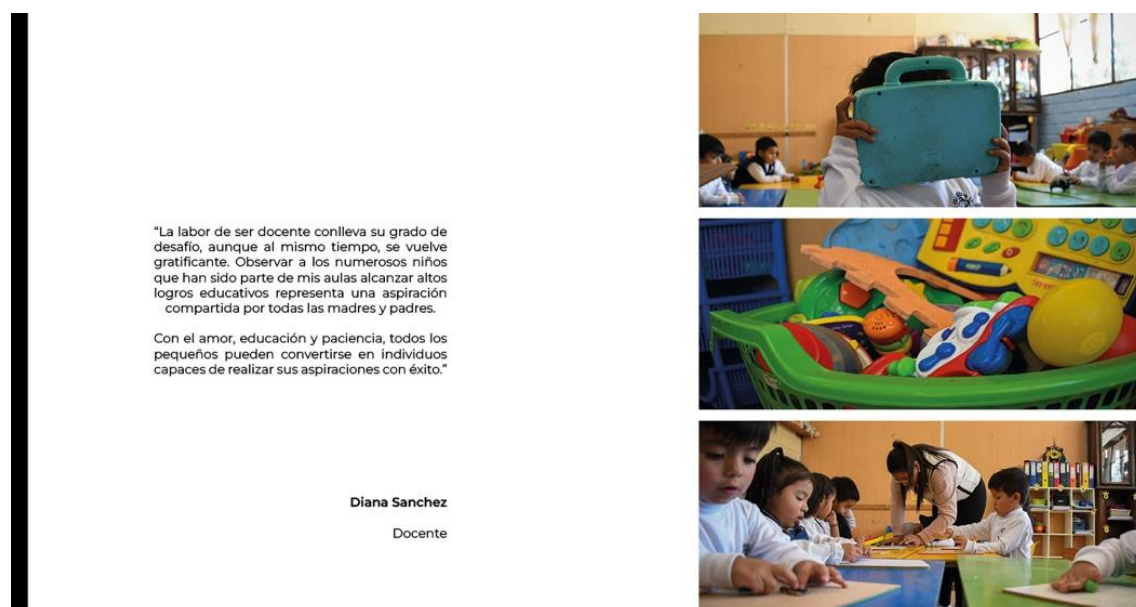 “La labor de ser docente conlleva su grado de
desafío, aunque al mismo tiempo, se vuelve
gratificante. Observar a los numerosos niños
que han sido parte de mis aulas alcanzar altos
logros educativos representa una aspiración
compartida por todas las madres y padres.
Con el amor, educación y paciencia, todos los
pequeños pueden convertirse en individuos
capaces de realizar sus aspiraciones con éxito.”
Diana Sanchez
Docente